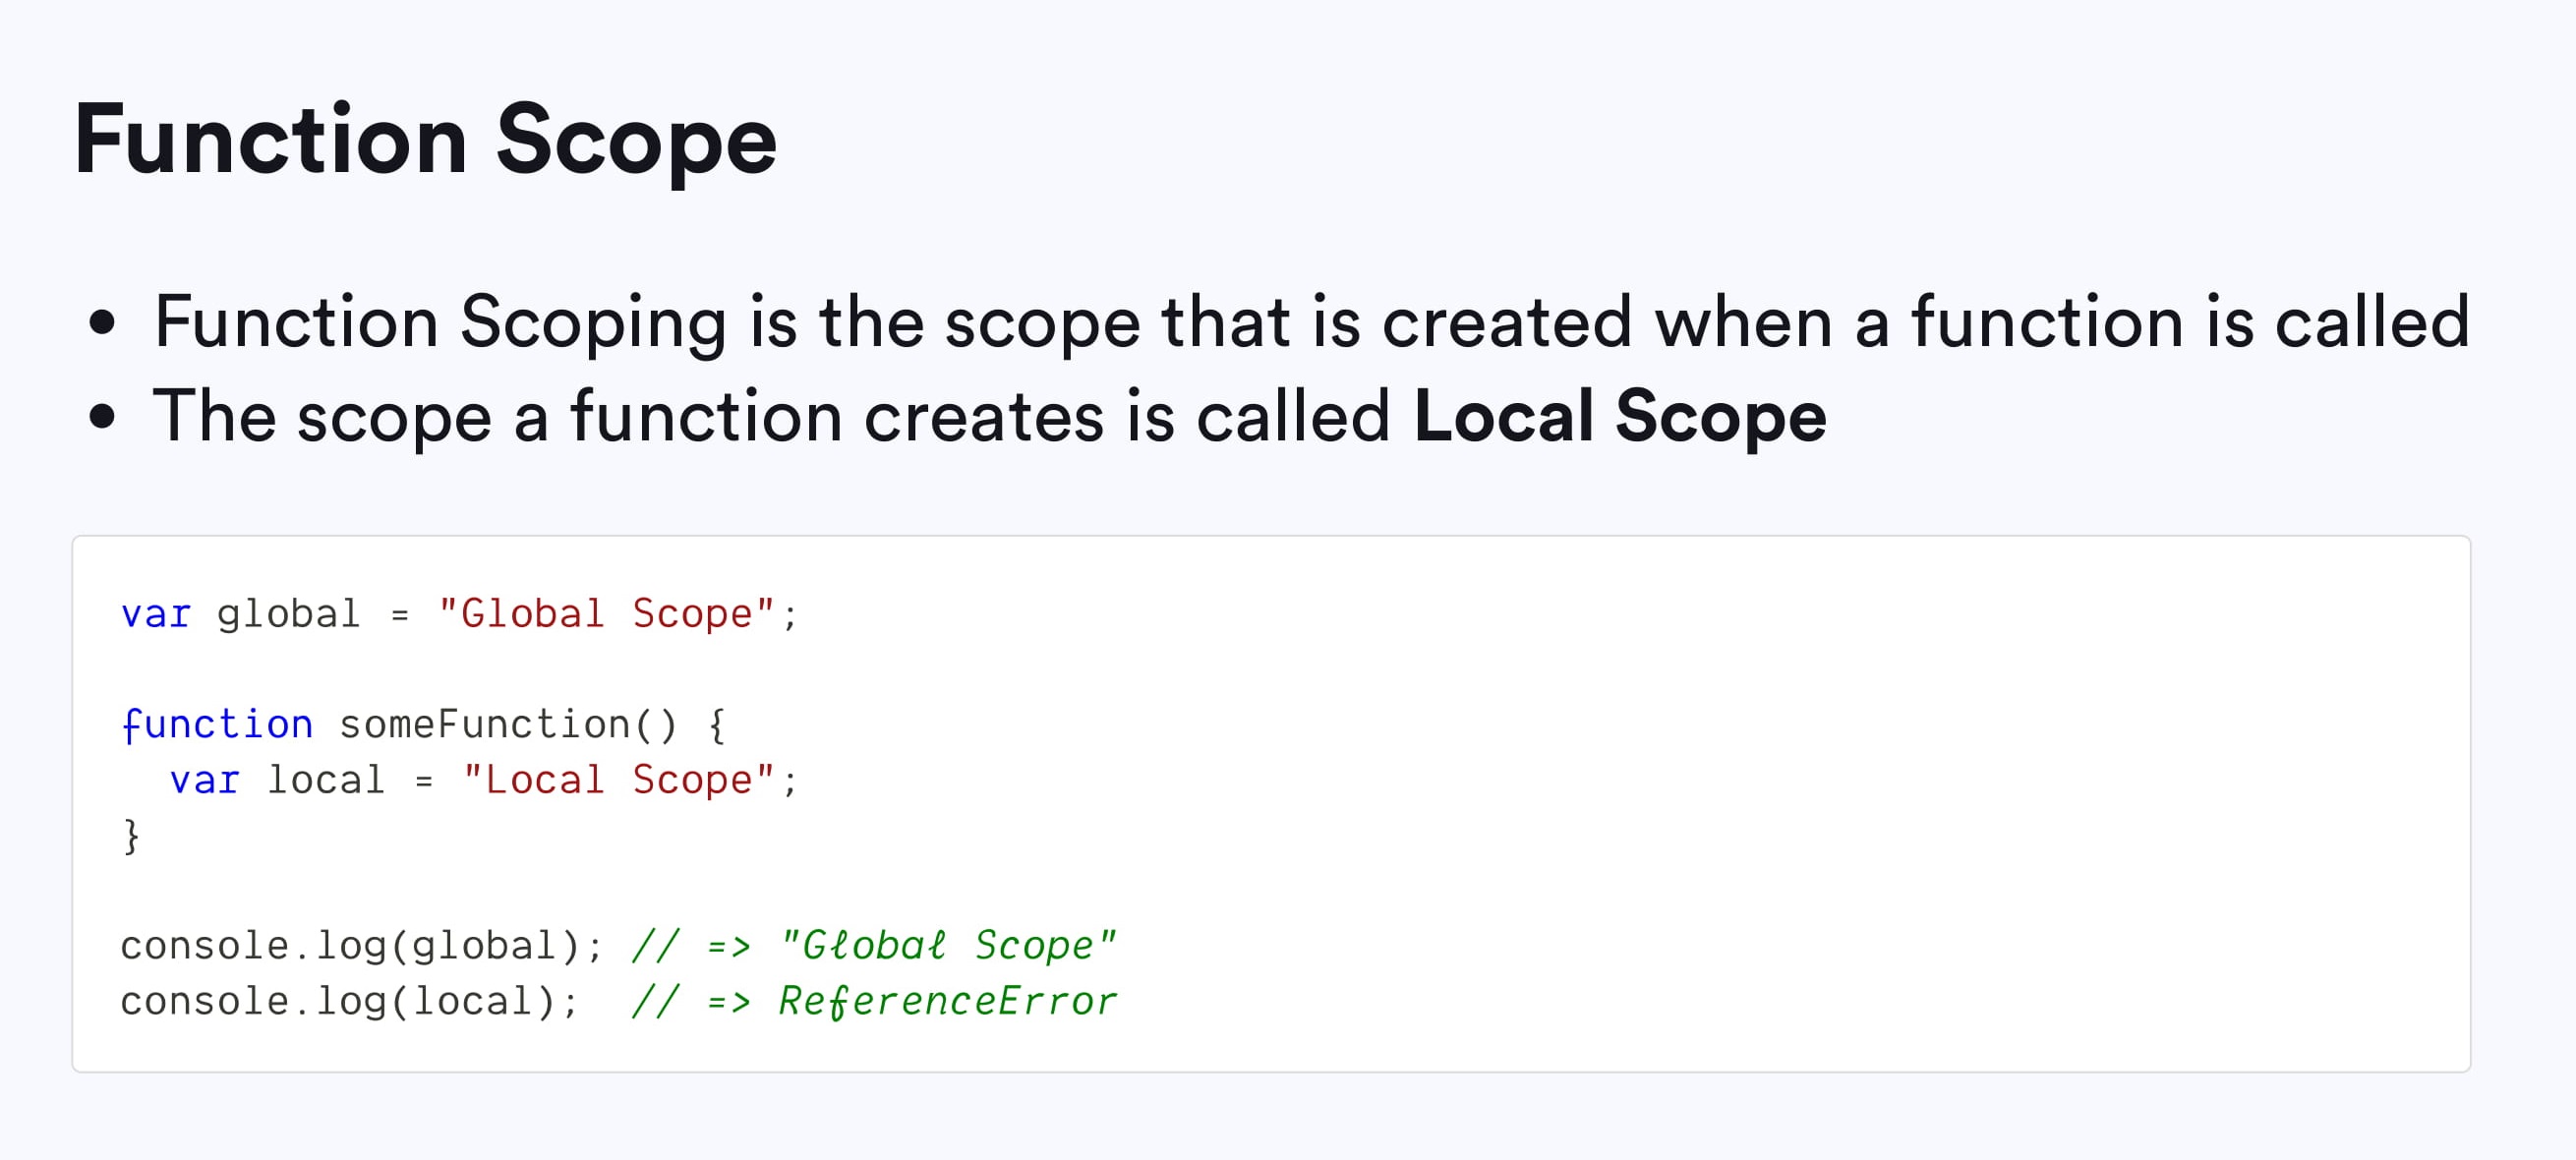 Function Scope
• Function Scoping is the scope that is created when a function is called
• The scope a function creates is called Local Scope
var global = "Global Scope";
function someFunction() {
  var local = "Local Scope";
}
console.log(global); // => "Global Scope"
console.log(local);  // => ReferenceError